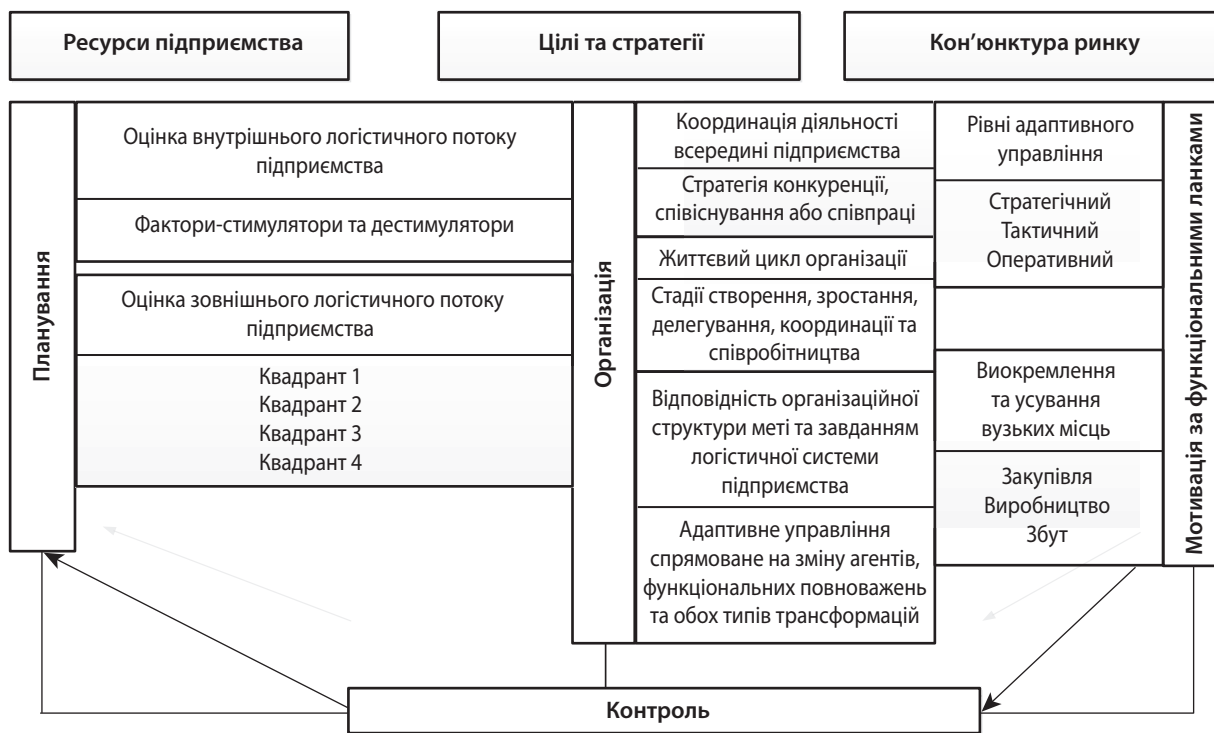 Ресурси підприємства
Цілі та стратегії
Кон’юнктура ринку
Планування
Оцінка внутрішнього логістичного потоку
підприємства
Фактори-стимулятори та дестимулятори
Оцінка зовнішнього логістичного потоку
підприємства
Квадрант 1
Квадрант 2
Квадрант 3
Квадрант 4
Організація
Координація діяльності
всередині підприємства
Стратегія конкуренції,
співіснування або співпраці
Життєвий цикл організації
Стадії створення, зростання,
делегування, координації та
співробітництва
Відповідність організаційної
структури меті та завданням
логістичної системи
підприємства
Адаптивне управління
спрямоване на зміну агентів,
функціональних повноважень
та обох типів трансформацій
Рівні адаптивного
управління
Стратегічний
Тактичний
Оперативний
Виокремлення
та усування
вузьких місць
Закупівля
Виробництво
Збут
Мотивація за функціональними ланками
Контроль